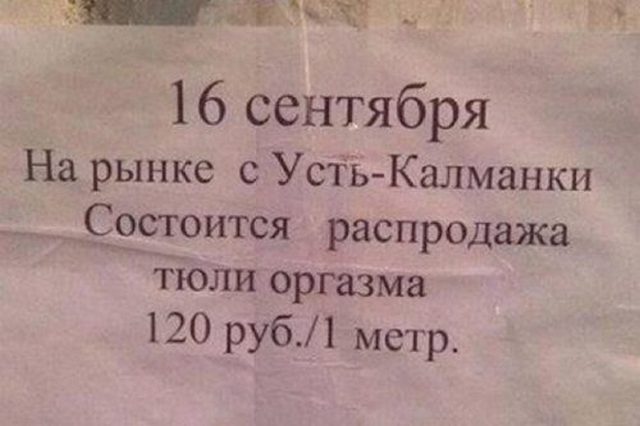 16 сентября
На рынке с Усть-Калманки
Состоится распродажа
тюли оргазма
120 руб./1 метр.